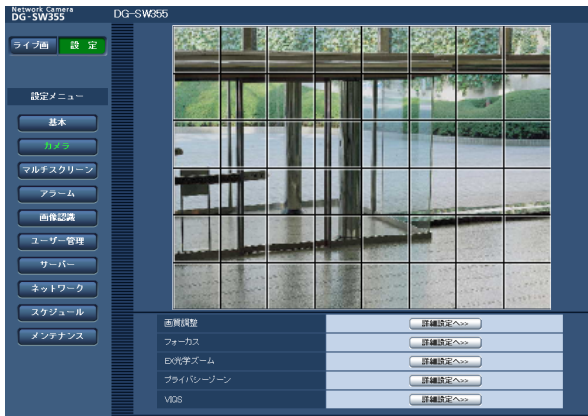 Network Camera
DG-SW355
DG-SW355
ライブ画
設定
設定メニュー
基本
カメラ
マルチスクリーン
アラーム
画像認識
ユーザー管理
サーバー
ネットワーク
スケジュール
メンテナンス
画質調整
詳細設定へ>>
フォーカス
詳細設定へ>>
EX光学ズーム
詳細設定へ>>
プライバシーゾーン
詳細設定へ>>
VIQS
詳細設定へ>>